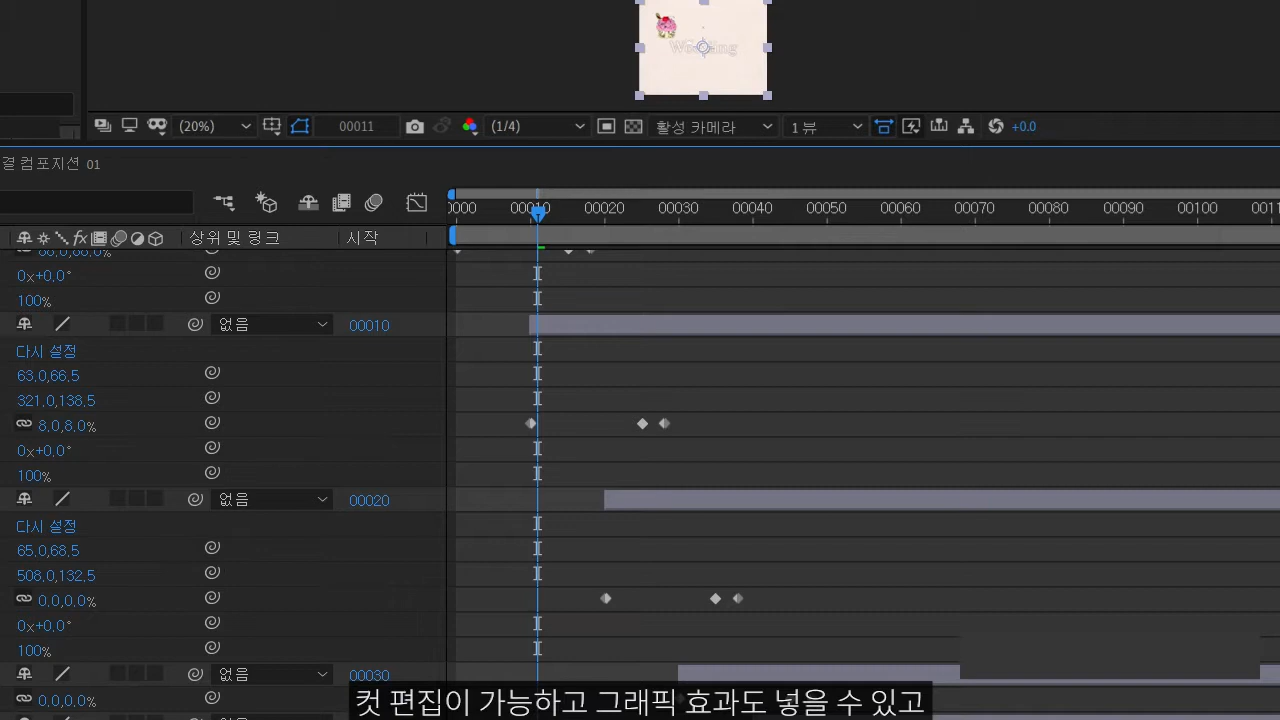 Wedding
(20%)
00011
(1/4)
활성 카메라
1 뷰
+0.0
결 컴포지션 01
0000 00010 00020 00030 00040 00050 00060 00070 00080 00090 00100 0011
상위 및 링크
시작
0x+0.0°
100%
없음
00010
다시 설정
63.0,66.5
321.0,138.5
8.0,8.0%
0x+0.0°
100%
없음
00020
다시 설정
65.0,68.5
508.0,132.5
0.0,0.0%
0x+0.0°
100%
없음
00030
0.0,0.0%
컷 편집이 가능하고 그래픽 효과도 넣을 수 있고